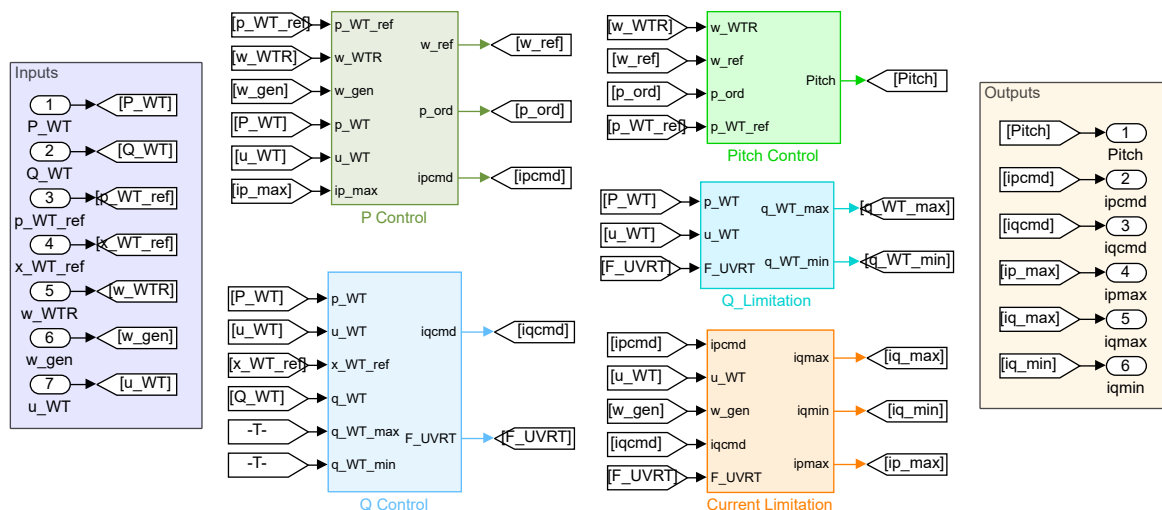 Inputs
1
[P_WT]
P_WT
2
[Q_WT]
Q_WT
3
[p_WT_ref]
p_WT_ref
4
[x_WT_ref]
x_WT_ref
5
[w_WTR]
w_WTR
6
[w_gen]
w_gen
7
[u_WT]
u_WT
[p_WT_ref]
p_WT_ref
[w_WTR]
w_WTR
[w_gen]
w_gen
[P_WT]
p_WT
[u_WT]
u_WT
[ip_max]
ip_max
w_ref
[w_ref]
p_ord
[p_ord]
ipcmd
[ipcmd]
P Control
[P_WT]
p_WT
[u_WT]
u_WT
[x_WT_ref]
x_WT_ref
[Q_WT]
q_WT
-T-
q_WT_max
-T-
q_WT_min
iqcmd
[iqcmd]
F_UVRT
[F_UVRT]
Q Control
[w_WTR]
w_WTR
[w_ref]
w_ref
[p_ord]
p_ord
[p_WT_ref]
p_WT_ref
Pitch
[Pitch]
Pitch Control
[P_WT]
p_WT
[u_WT]
u_WT
[F_UVRT]
F_UVRT
q_WT_max
[q_WT_max]
q_WT_min
[q_WT_min]
Q_Limitation
[ipcmd]
ipcmd
[u_WT]
u_WT
[w_gen]
w_gen
[iqcmd]
iqcmd
[F_UVRT]
F_UVRT
iqmax
[iq_max]
iqmin
[iq_min]
ipmax
[ip_max]
Current Limitation
Outputs
[Pitch]
1
Pitch
[ipcmd]
2
ipcmd
[iqcmd]
3
iqcmd
[ip_max]
4
ipmax
[iq_max]
5
iqmax
[iq_min]
6
iqmin